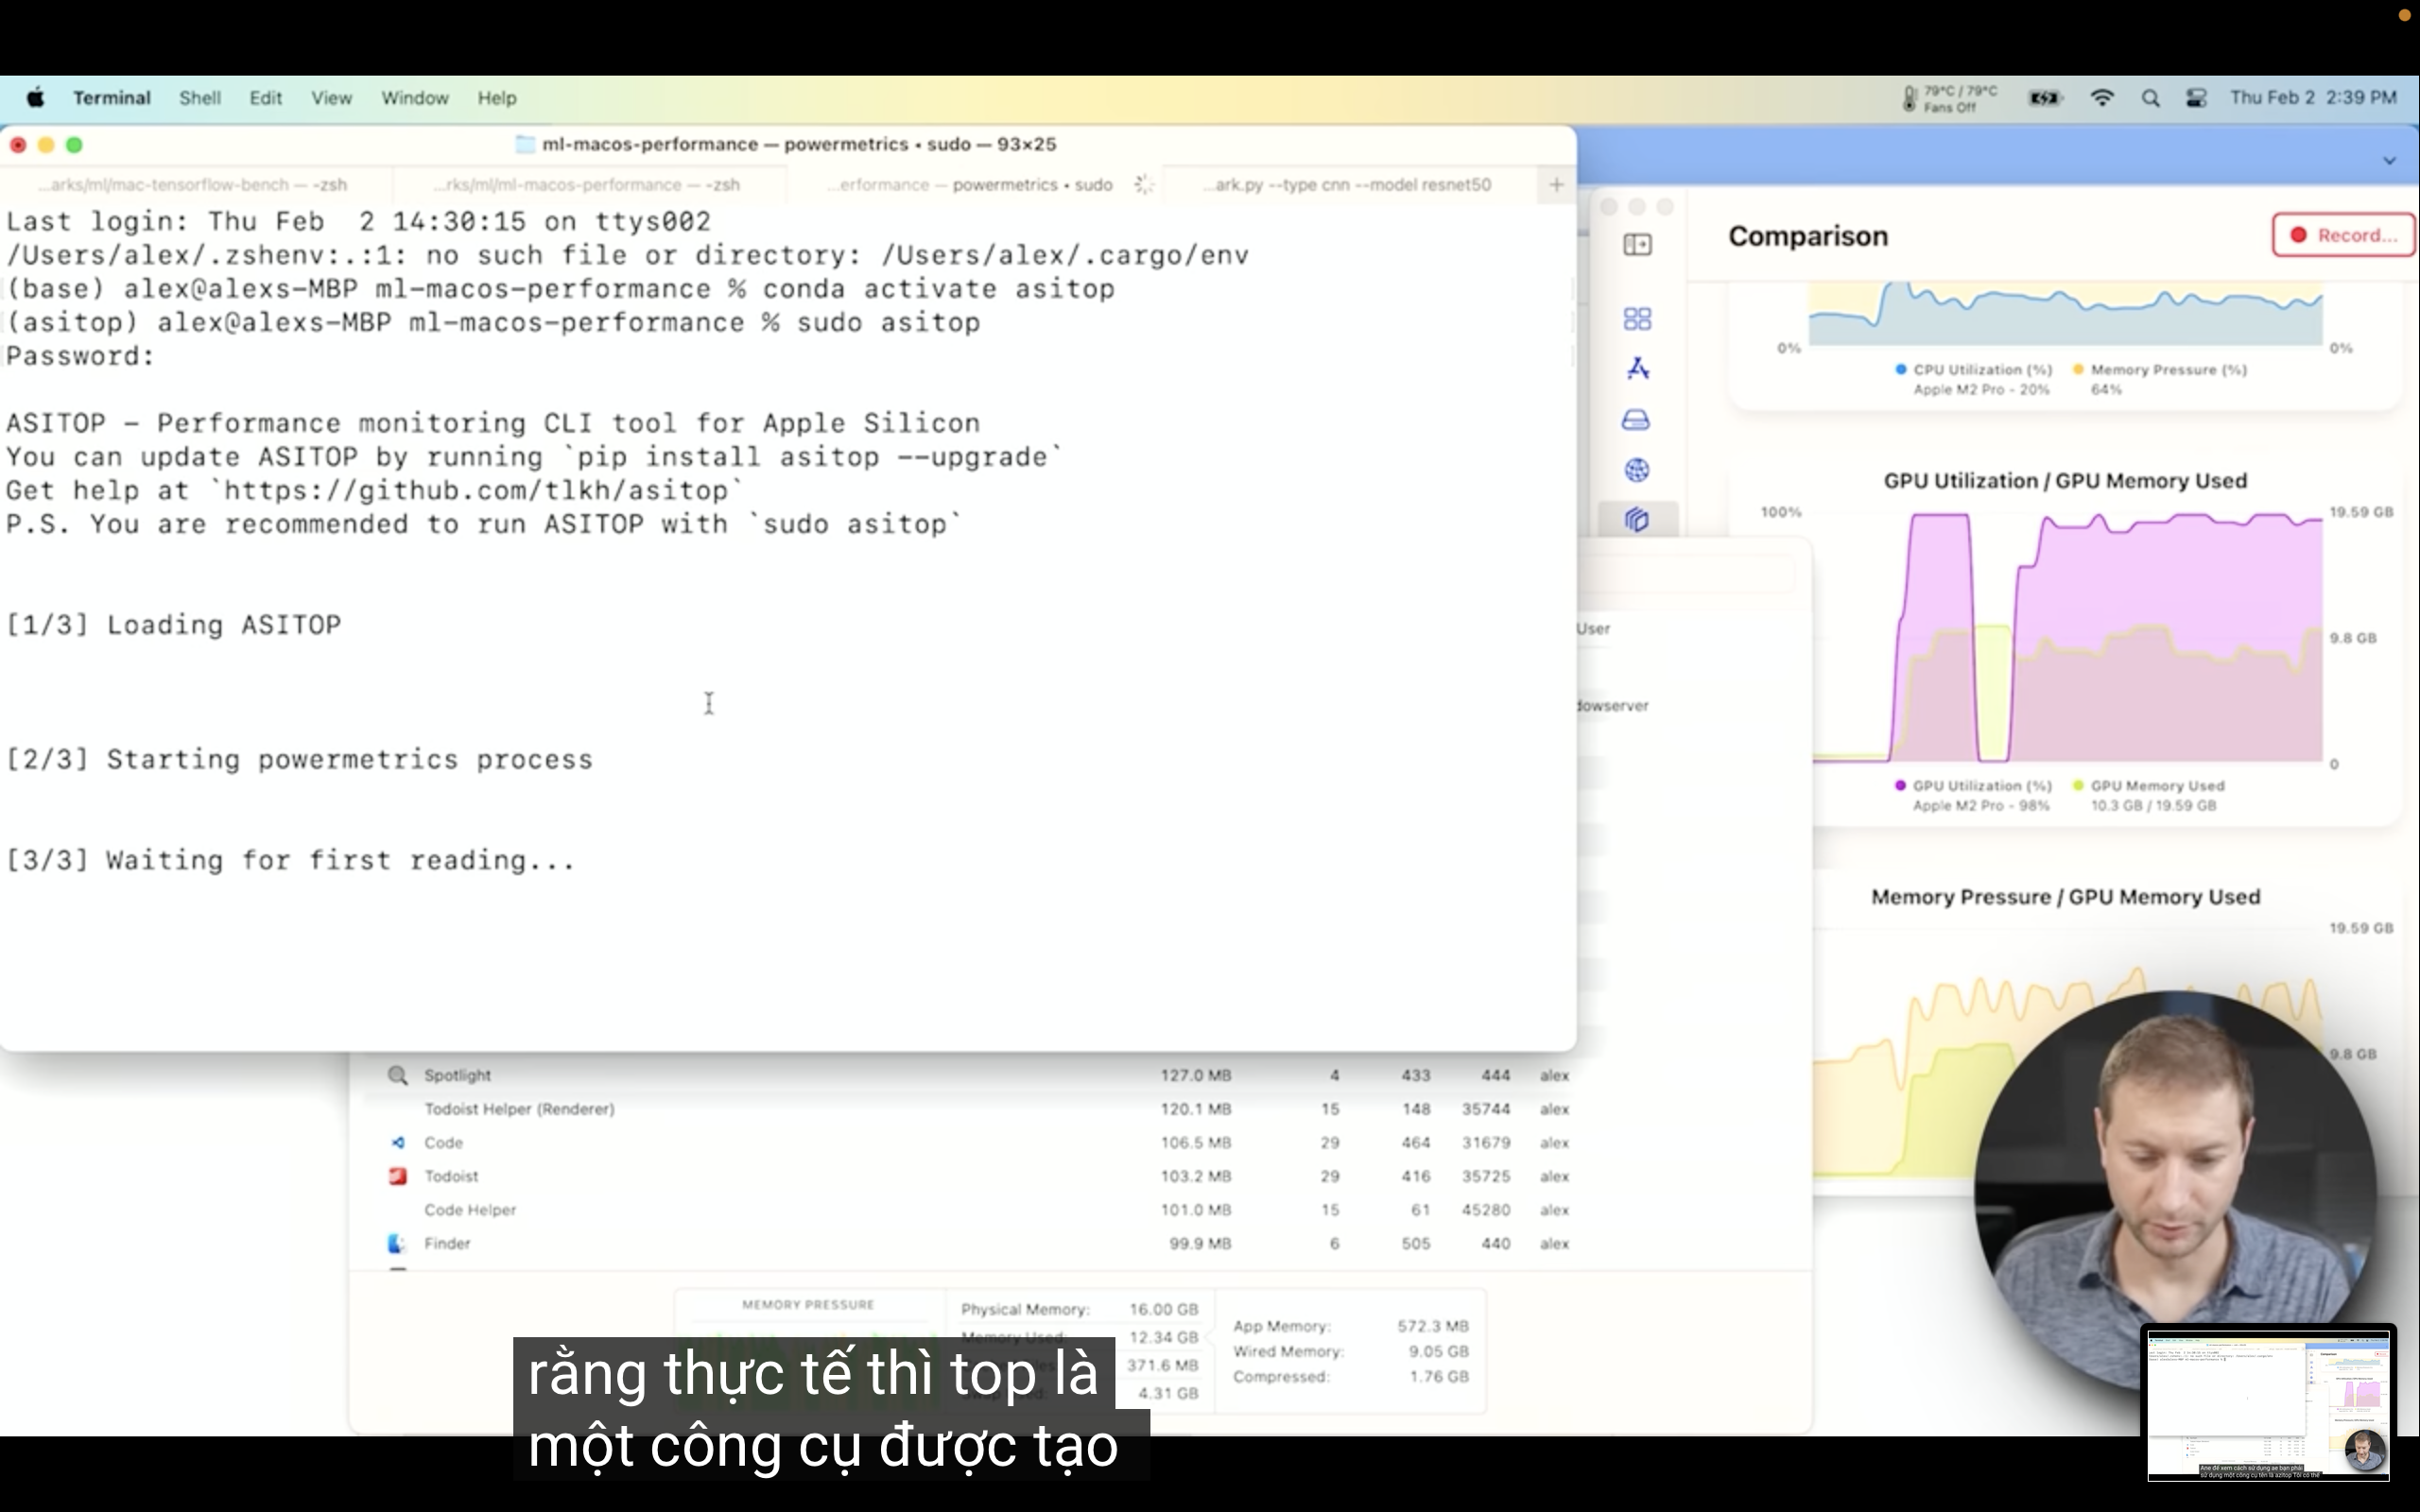 Terminal Shell Edit View Window Help
79°C / 79°C
Fans Off
Thu Feb 2 2:39 PM
ml-macos-performance — powermetrics • sudo — 93×25
...arks/ml/mac-tensorflow-bench — -zsh
...rks/ml/ml-macos-performance — -zsh
...erformance — powermetrics • sudo
...ark.py --type cnn --model resnet50
+
Last login: Thu Feb  2 14:30:15 on ttys002
/Users/alex/.zshenv:.:1: no such file or directory: /Users/alex/.cargo/env
(base) alex@alexs-MBP ml-macos-performance % conda activate asitop
(asitop) alex@alexs-MBP ml-macos-performance % sudo asitop
Password:
ASITOP - Performance monitoring CLI tool for Apple Silicon
You can update ASITOP by running `pip install asitop --upgrade`
Get help at `https://github.com/tlkh/asitop`
P.S. You are recommended to run ASITOP with `sudo asitop`
[1/3] Loading ASITOP
[2/3] Starting powermetrics process
[3/3] Waiting for first reading...
Comparison
Record...
0%
0%
CPU Utilization (%)
Apple M2 Pro - 20%
Memory Pressure (%)
64%
GPU Utilization / GPU Memory Used
100%
19.59 GB
9.8 GB
0
GPU Utilization (%)
Apple M2 Pro - 98%
GPU Memory Used
10.3 GB / 19.59 GB
Memory Pressure / GPU Memory Used
19.59 GB
9.8 GB
User
dowserver
Spotlight 127.0 MB 4 433 444 alex
Todoist Helper (Renderer) 120.1 MB 15 148 35744 alex
Code 106.5 MB 29 464 31679 alex
Todoist 103.2 MB 29 416 35725 alex
Code Helper 101.0 MB 15 61 45280 alex
Finder 99.9 MB 6 505 440 alex
MEMORY PRESSURE
Physical Memory: 16.00 GB
Memory Used: 12.34 GB
371.6 MB
4.31 GB
App Memory: 572.3 MB
Wired Memory: 9.05 GB
Compressed: 1.76 GB
rằng thực tế thì top là
một công cụ được tạo